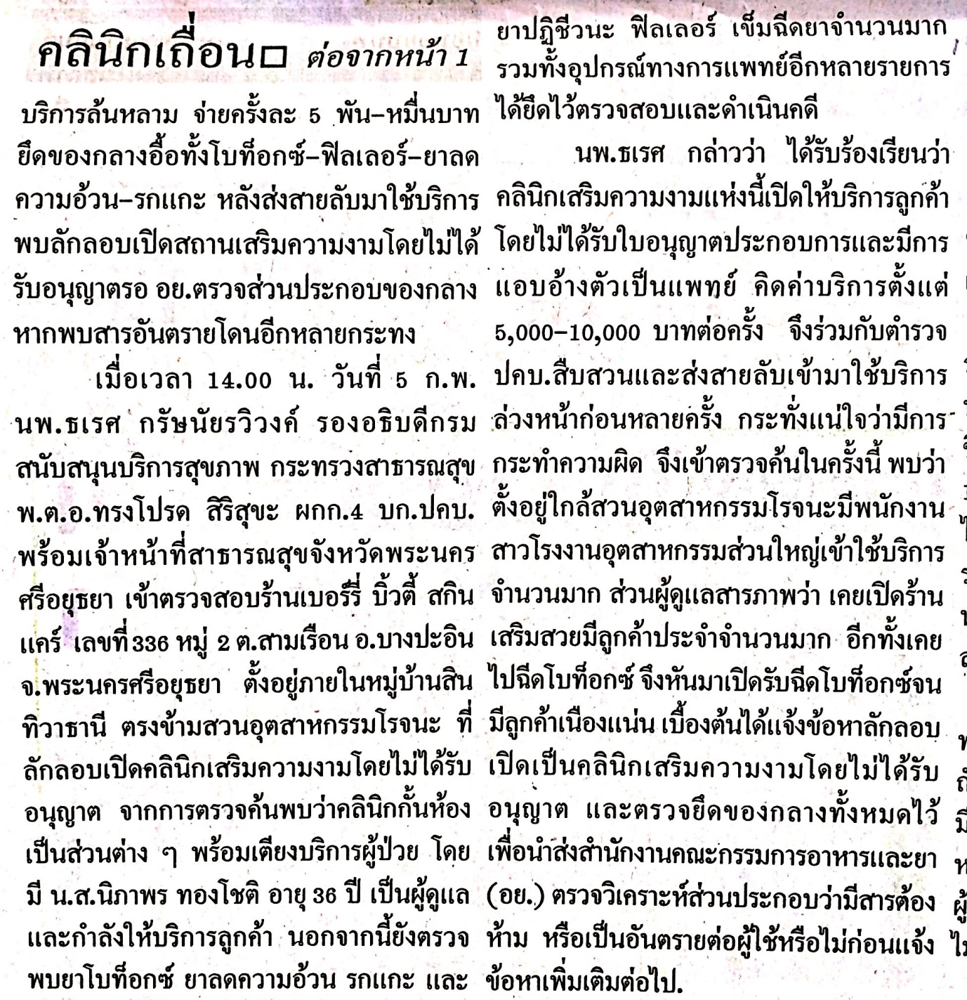 คลินิกเถื่อน□ ต่อจากหน้า 1
บริการล้นหลาม จ่ายครั้งละ 5 พัน-หมื่นบาท
ยึดของกลางอื้อทั้งโบท็อกซ์-ฟิลเลอร์-ยาลด
ความอ้วน-รกแกะ หลังส่งสายลับมาใช้บริการ
พบลักลอบเปิดสถานเสริมความงามโดยไม่ได้
รับอนุญาตรอ อย.ตรวจส่วนประกอบของกลาง
หากพบสารอันตรายโดนอีกหลายกระทง
เมื่อเวลา 14.00 น. วันที่ 5 ก.พ.
นพ.ธเรศ กรัษนัยรวิวงค์ รองอธิบดีกรม
สนับสนุนบริการสุขภาพ กระทรวงสาธารณสุข
พ.ต.อ.ทรงโปรด สิริสุขะ ผกก.4 บก.ปคบ.
พร้อมเจ้าหน้าที่สาธารณสุขจังหวัดพระนคร
ศรีอยุธยา เข้าตรวจสอบร้านเบอร์รี่ บิ้วตี้ สกิน
แคร์ เลขที่ 336 หมู่ 2 ต.สามเรือน อ.บางปะอิน
จ.พระนครศรีอยุธยา ตั้งอยู่ภายในหมู่บ้านสิน
ทิวาธานี ตรงข้ามสวนอุตสาหกรรมโรจนะ ที่
ลักลอบเปิดคลินิกเสริมความงามโดยไม่ได้รับ
อนุญาต จากการตรวจค้นพบว่าคลินิกกั้นห้อง
เป็นส่วนต่าง ๆ พร้อมเตียงบริการผู้ป่วย โดย
มี น.ส.นิภาพร ทองโชติ อายุ 36 ปี เป็นผู้ดูแล
และกำลังให้บริการลูกค้า นอกจากนี้ยังตรวจ
พบยาโบท็อกซ์ ยาลดความอ้วน รกแกะ และ
ยาปฏิชีวนะ ฟิลเลอร์ เข็มฉีดยาจำนวนมาก
รวมทั้งอุปกรณ์ทางการแพทย์อีกหลายรายการ
ได้ยึดไว้ตรวจสอบและดำเนินคดี
นพ.ธเรศ กล่าวว่า ได้รับร้องเรียนว่า
คลินิกเสริมความงามแห่งนี้เปิดให้บริการลูกค้า
โดยไม่ได้รับใบอนุญาตประกอบการและมีการ
แอบอ้างตัวเป็นแพทย์ คิดค่าบริการตั้งแต่
5,000-10,000 บาทต่อครั้ง จึงร่วมกับตำรวจ
ปคบ.สืบสวนและส่งสายลับเข้ามาใช้บริการ
ล่วงหน้าก่อนหลายครั้ง กระทั่งแน่ใจว่ามีการ
กระทำความผิด จึงเข้าตรวจค้นในครั้งนี้ พบว่า
ตั้งอยู่ใกล้สวนอุตสาหกรรมโรจนะมีพนักงาน
สาวโรงงานอุตสาหกรรมส่วนใหญ่เข้าใช้บริการ
จำนวนมาก ส่วนผู้ดูแลสารภาพว่า เคยเปิดร้าน
เสริมสวยมีลูกค้าประจำจำนวนมาก อีกทั้งเคย
ไปฉีดโบท็อกซ์ จึงหันมาเปิดรับฉีดโบท็อกซ์จน
มีลูกค้าเนืองแน่น เบื้องต้นได้แจ้งข้อหาลักลอบ
เปิดเป็นคลินิกเสริมความงามโดยไม่ได้รับ
อนุญาต และตรวจยึดของกลางทั้งหมดไว้
เพื่อนำส่งสำนักงานคณะกรรมการอาหารและยา
(อย.) ตรวจวิเคราะห์ส่วนประกอบว่ามีสารต้อง
ห้าม หรือเป็นอันตรายต่อผู้ใช้หรือไม่ก่อนแจ้ง
ข้อหาเพิ่มเติมต่อไป.